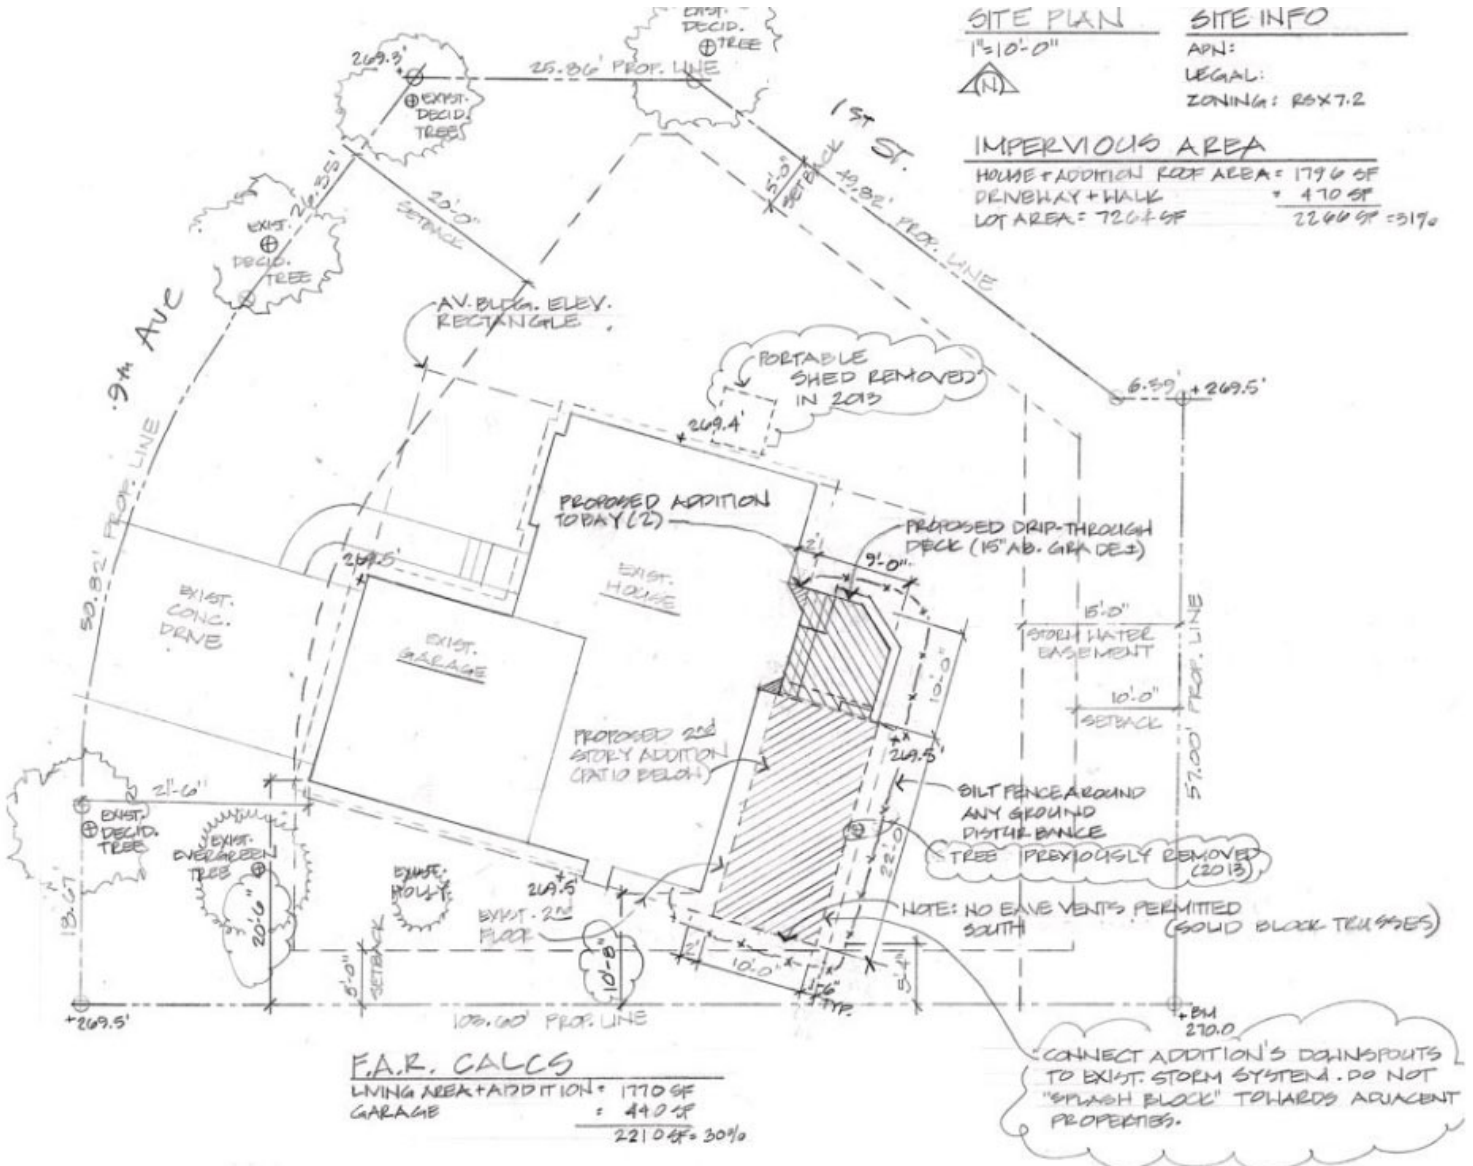 SITE PLAN
1"=10'-0"
N
SITE INFO
APN:
LEGAL:
ZONING: RSX7.2
IMPERVIOUS AREA
HOUSE + ADDITION ROOF AREA = 1796 SF
DRIVEWAY + WALK = 470 SF
LOT AREA = 7264± SF 2266 SF = 31%
EXIST.
DECID.
TREE
269.3'
25.86' PROP. LINE
EXIST.
DECID.
TREES
1ST ST.
5'-0"
SETBACK
49.82' PROP. LINE
26.55'
20'-0"
SETBACK
EXIST.
DECID.
TREE
9TH AVE
AV. BLDG. ELEV.
RECTANGLE
PORTABLE
SHED REMOVED
IN 2013
6.59'
+269.5'
269.4'
50.82' PROP. LINE
PROPOSED ADDITION
TO BAY (2)
PROPOSED DRIP-THROUGH
DECK (15" AB. GRADE±)
2'
9'-0"
269.5'
EXIST.
HOUSE
EXIST.
CONC.
DRIVE
EXIST.
GARAGE
15'-0"
STORM WATER
EASEMENT
10'-0"
10'-0"
SETBACK
57.00' PROP. LINE
PROPOSED 2ND
STORY ADDITION
(PATIO BELOW)
269.5'
SILT FENCE AROUND
ANY GROUND
DISTURBANCE
21'-6"
EXIST.
DECID.
TREE
EXIST.
EVERGREEN
TREE
TREE PREVIOUSLY REMOVED
(2013)
22'-0"
EXIST.
HOLLY
269.5'
EXIST. 2ND
FLOOR
NOTE: NO EAVE VENTS PERMITTED
SOUTH (SOLID BLOCK TRUSSES)
18.67'
20'-6"
5'-0"
SETBACK
10'-8"
2'
10'-0"
1'-6"
TYP.
5'-4"
+269.5'
103.60' PROP. LINE
+BM
270.0
CONNECT ADDITION'S DOWNSPOUTS
TO EXIST. STORM SYSTEM. DO NOT
"SPLASH BLOCK" TOWARDS ADJACENT
PROPERTIES.
F.A.R. CALCS
LIVING AREA + ADDITION = 1770 SF
GARAGE = 440 SF
2210 SF = 30%